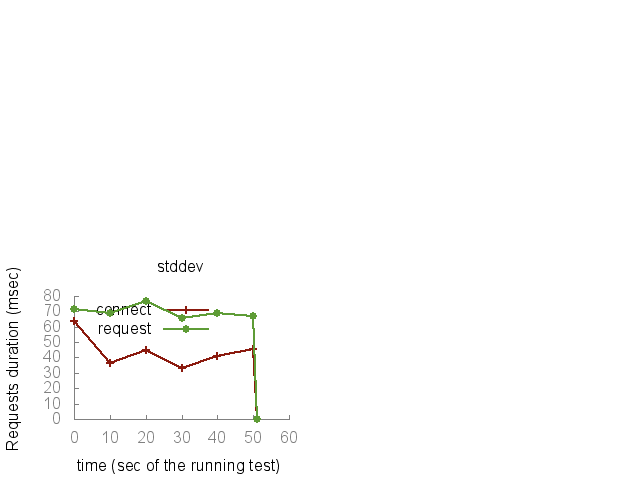 stddev
Requests duration (msec)
80
70
60
50
40
30
20
10
0
connect
request
0 10 20 30 40 50 60
time (sec of the running test)